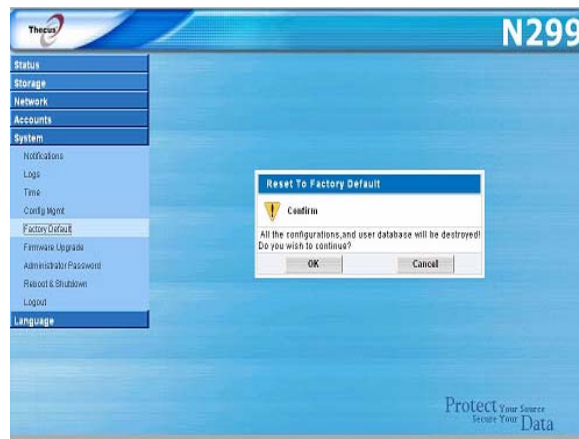 Thecus
N299
Status
Storage
Network
Accounts
System
Notifications
Logs
Time
Config Mgmt
Factory Default
Firmware Upgrade
Administrator Password
Reboot & Shutdown
Logout
Language
Reset To Factory Default
Confirm
All the configurations,and user database will be destroyed!
Do you wish to continue?
OK
Cancel
Protect Your Source
Secure Your Data